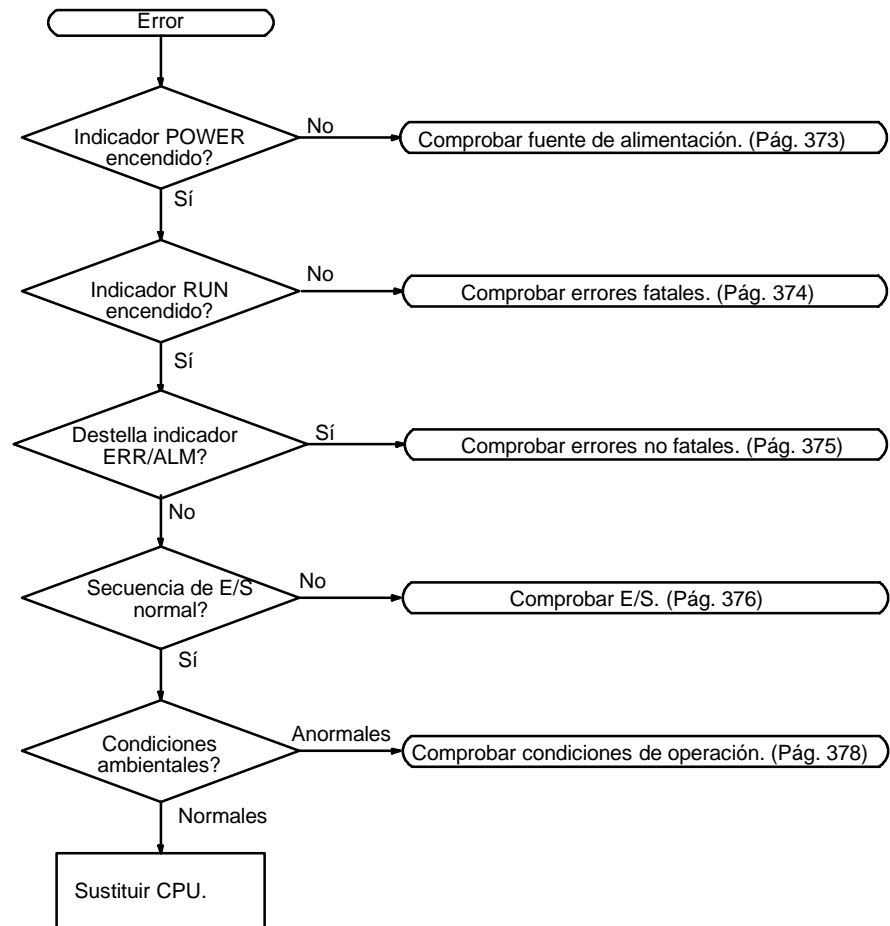 Error
Indicador POWER
encendido?
No
Comprobar fuente de alimentación. (Pág. 373)
Sí
Indicador RUN
encendido?
No
Comprobar errores fatales. (Pág. 374)
Sí
Destella indicador
ERR/ALM?
Sí
Comprobar errores no fatales. (Pág. 375)
No
Secuencia de E/S
normal?
No
Comprobar E/S. (Pág. 376)
Sí
Condiciones
ambientales?
Anormales
Comprobar condiciones de operación. (Pág. 378)
Normales
Sustituir CPU.